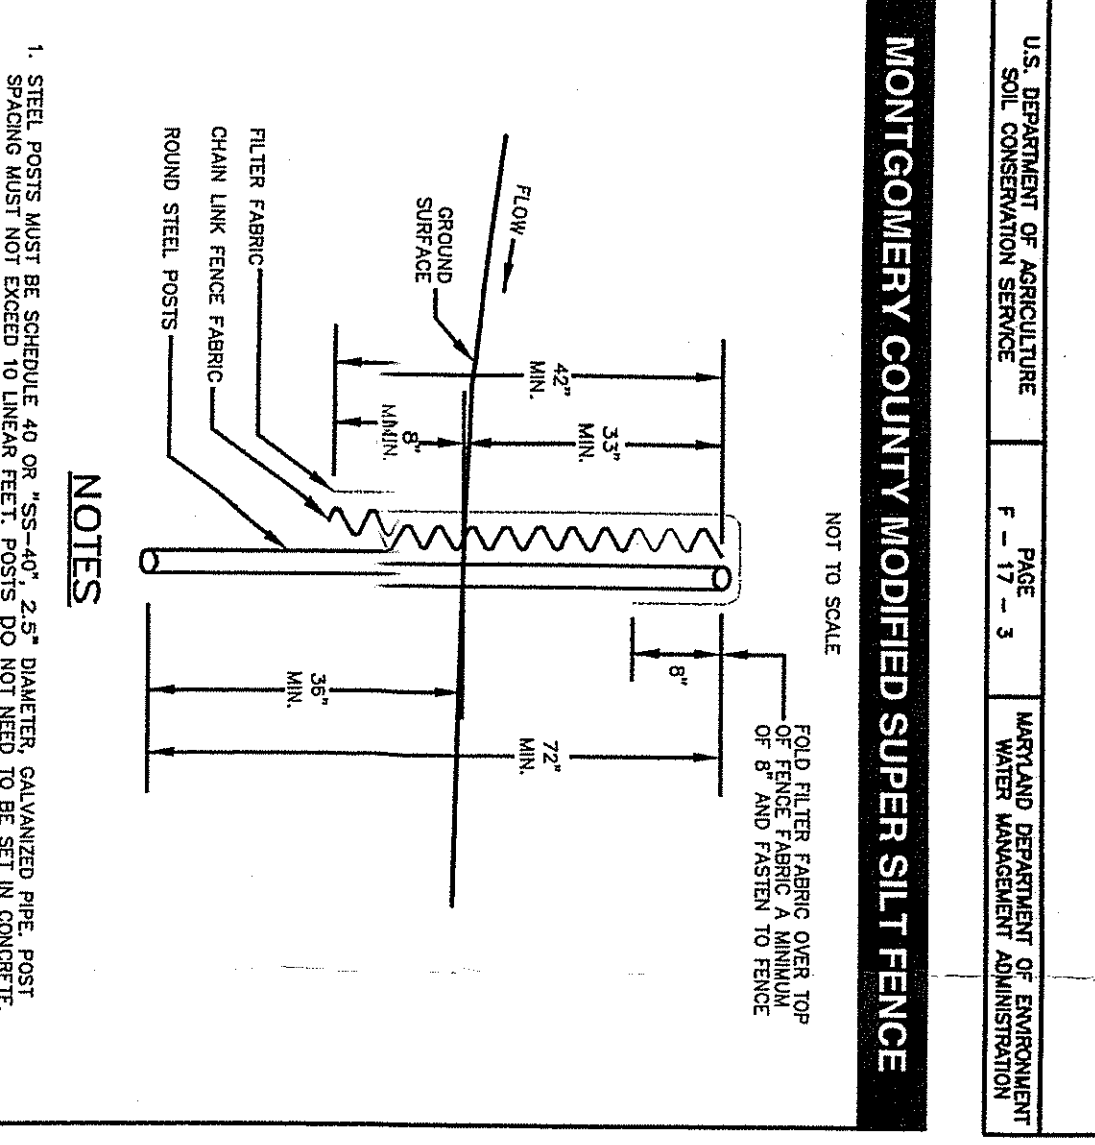 U.S. DEPARTMENT OF AGRICULTURE
SOIL CONSERVATION SERVICE
PAGE
F - 17 - 3
MARYLAND DEPARTMENT OF ENVIRONMENT
WATER MANAGEMENT ADMINISTRATION
MONTGOMERY COUNTY MODIFIED SUPER SILT FENCE
NOT TO SCALE
FOLD FILTER FABRIC OVER TOP
OF FENCE FABRIC A MINIMUM
OF 8" AND FASTEN TO FENCE
8"
FLOW
GROUND
SURFACE
42"
MIN.
33"
MIN.
8"
MIN.
36"
MIN.
72"
MIN.
FILTER FABRIC
CHAIN LINK FENCE FABRIC
ROUND STEEL POSTS
NOTES
1. STEEL POSTS MUST BE SCHEDULE 40 OR "SS-40", 2.5" DIAMETER, GALVANIZED PIPE. POST
SPACING MUST NOT EXCEED 10 LINEAR FEET. POSTS DO NOT NEED TO BE SET IN CONCRETE.